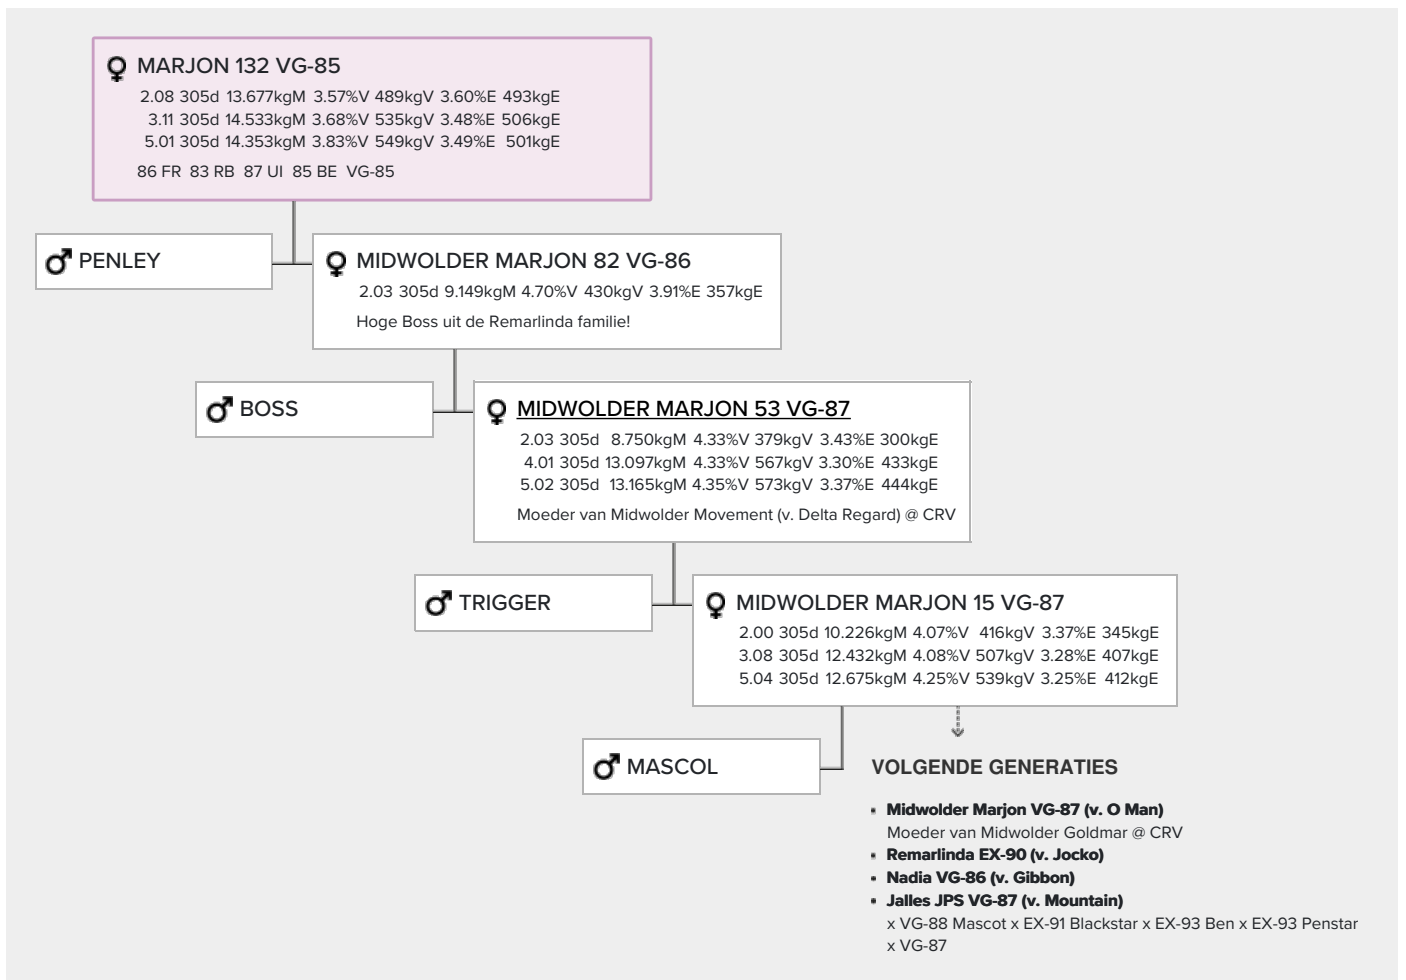 MARJON 132 VG-85
2.08 305d 13.677kgM 3.57%V 489kgV 3.60%E 493kgE
3.11 305d 14.533kgM 3.68%V 535kgV 3.48%E 506kgE
5.01 305d 14.353kgM 3.83%V 549kgV 3.49%E 501kgE
86 FR 83 RB 87 UI 85 BE VG-85
PENLEY
MIDWOLDER MARJON 82 VG-86
2.03 305d 9.149kgM 4.70%V 430kgV 3.91%E 357kgE
Hoge Boss uit de Remarlinda familie!
BOSS
MIDWOLDER MARJON 53 VG-87
2.03 305d 8.750kgM 4.33%V 379kgV 3.43%E 300kgE
4.01 305d 13.097kgM 4.33%V 567kgV 3.30%E 433kgE
5.02 305d 13.165kgM 4.35%V 573kgV 3.37%E 444kgE
Moeder van Midwolder Movement (v. Delta Regard) @ CRV
TRIGGER
MIDWOLDER MARJON 15 VG-87
2.00 305d 10.226kgM 4.07%V 416kgV 3.37%E 345kgE
3.08 305d 12.432kgM 4.08%V 507kgV 3.28%E 407kgE
5.04 305d 12.675kgM 4.25%V 539kgV 3.25%E 412kgE
MASCOL
VOLGENDE GENERATIES
Midwolder Marjon VG-87 (v. O Man)
Moeder van Midwolder Goldmar @ CRV
Remarlinda EX-90 (v. Jocko)
Nadia VG-86 (v. Gibbon)
Jalles JPS VG-87 (v. Mountain)
x VG-88 Mascot x EX-91 Blackstar x EX-93 Ben x EX-93 Penstar
x VG-87